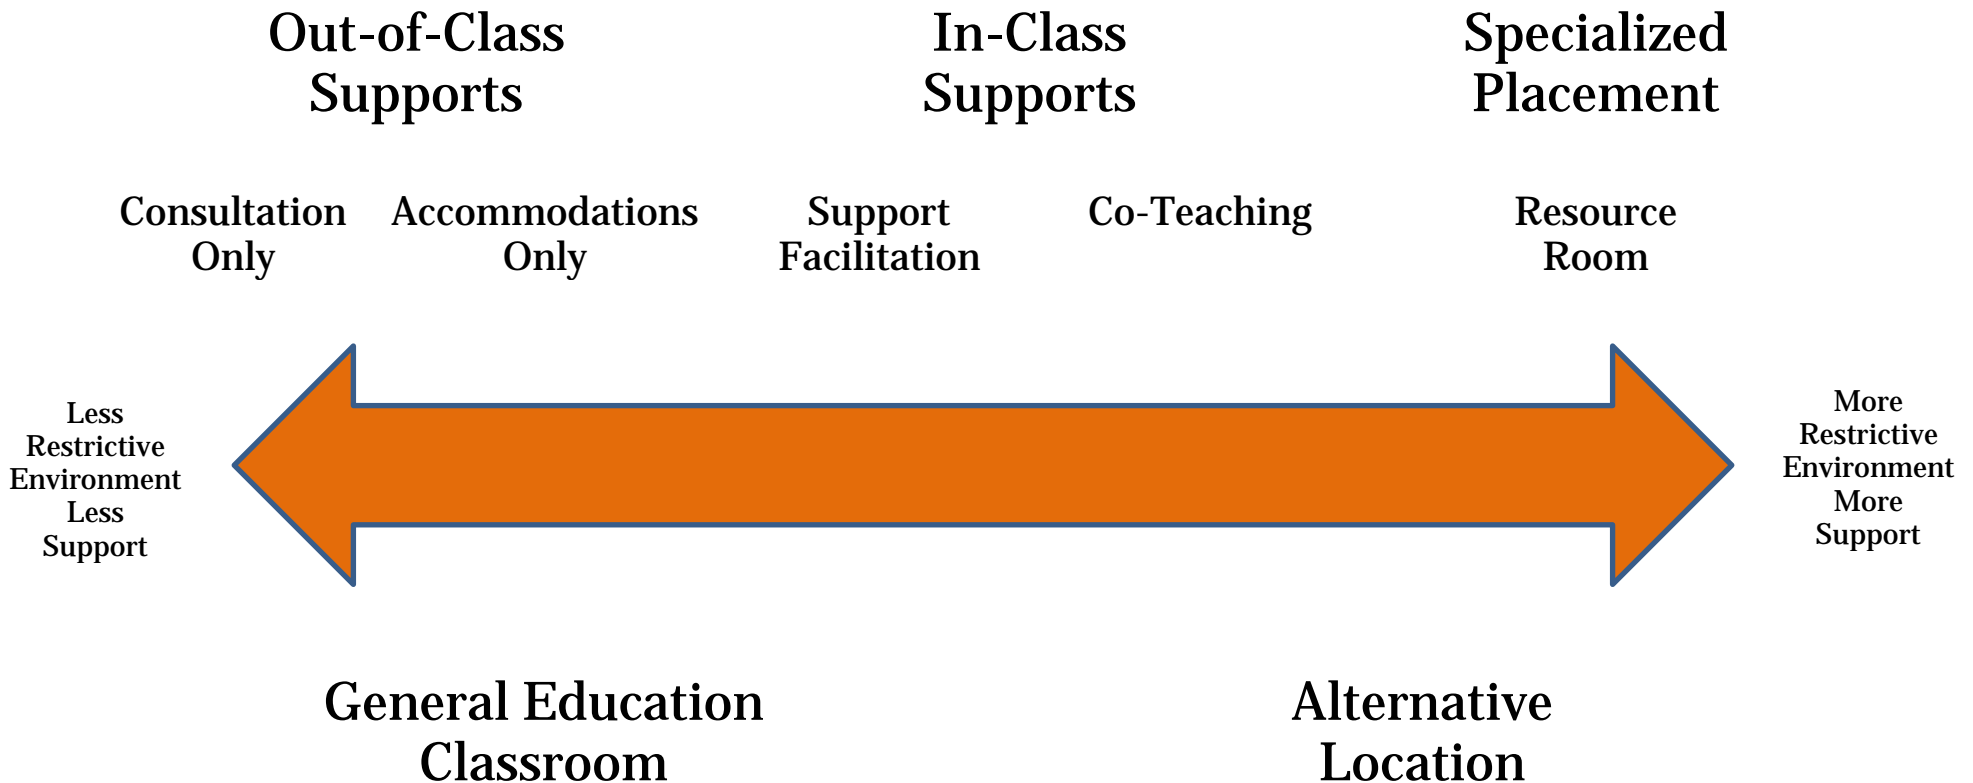 Out-of-Class
Supports
In-Class
Supports
Specialized
Placement
Consultation
Only
Accommodations
Only
Support
Facilitation
Co-Teaching
Resource
Room
Less
Restrictive
Environment
Less
Support
More
Restrictive
Environment
More
Support
General Education
Classroom
Alternative
Location